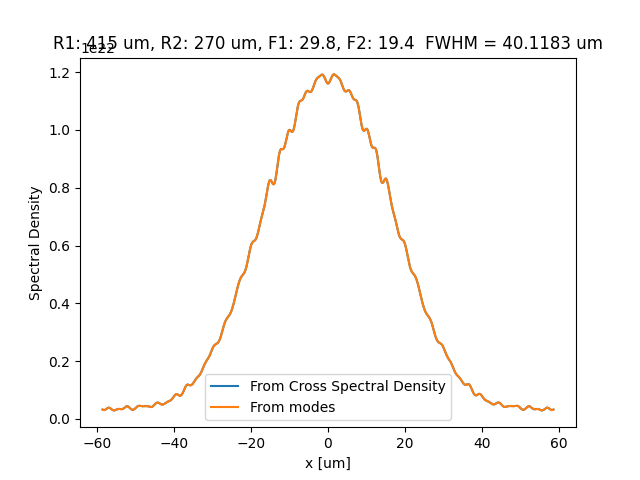 R1: 415 um, R2: 270 um, F1: 29.8, F2: 19.4  FWHM = 40.1183 um
1e22
1.2
1.0
0.8
0.6
0.4
0.2
0.0
Spectral Density
From Cross Spectral Density
From modes
−60 −40 −20 0 20 40 60
x [um]